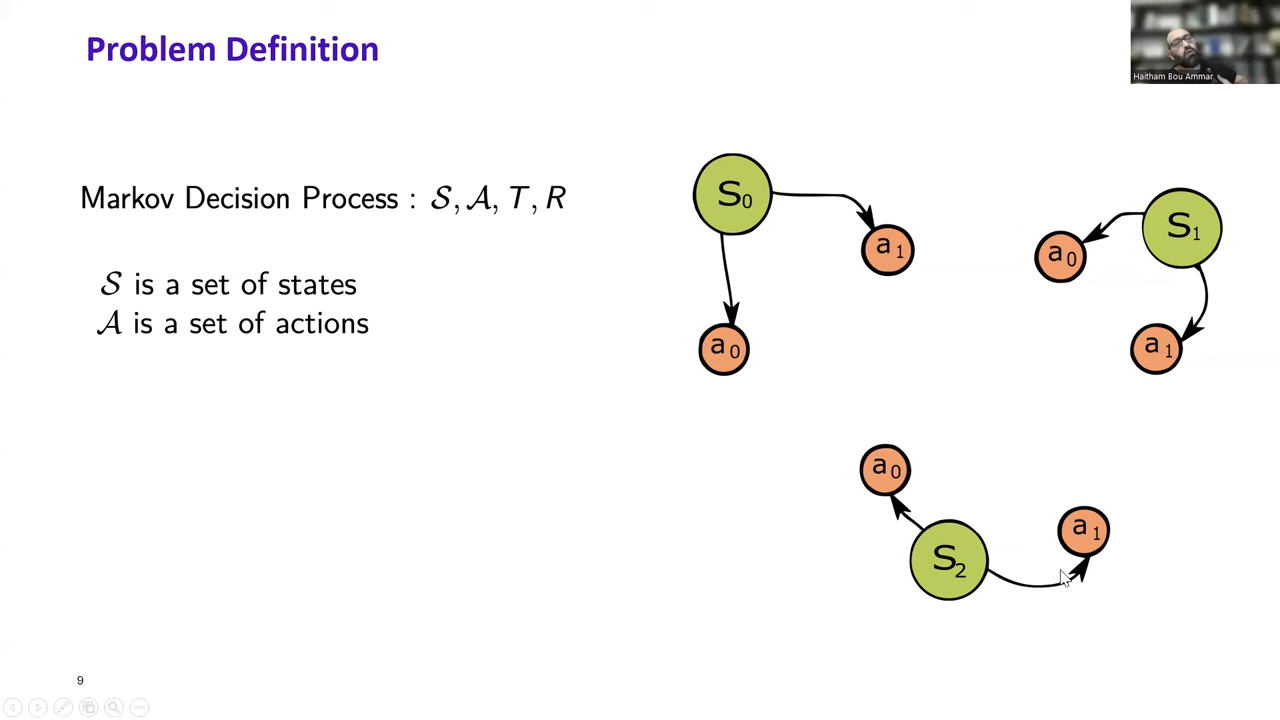 Problem Definition
Haitham Bou Ammar
Markov Decision Process : 𝒮, 𝒜, T, R
𝒮 is a set of states
𝒜 is a set of actions
S₀
a₁
a₀
S₁
a₀
a₁
a₀
S₂
a₁
9